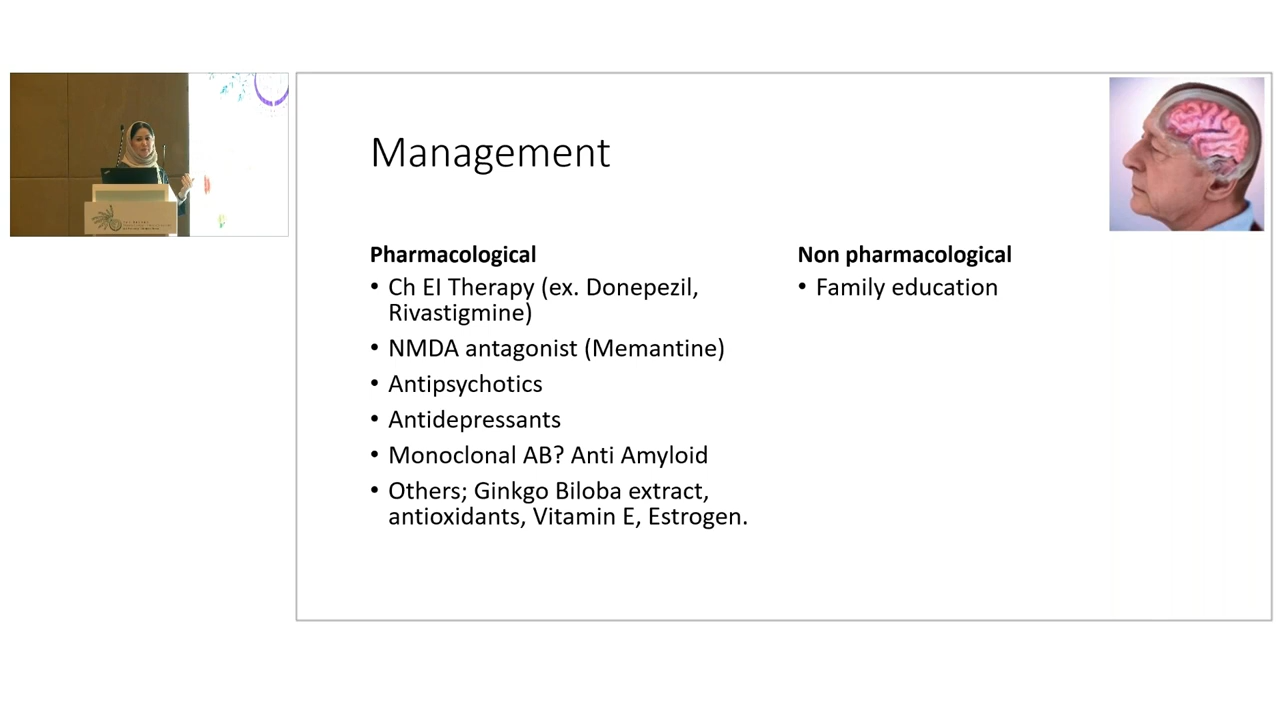 Management
Pharmacological
• Ch EI Therapy (ex. Donepezil,
Rivastigmine)
• NMDA antagonist (Memantine)
• Antipsychotics
• Antidepressants
• Monoclonal AB? Anti Amyloid
• Others; Ginkgo Biloba extract,
antioxidants, Vitamin E, Estrogen.
Non pharmacological
• Family education